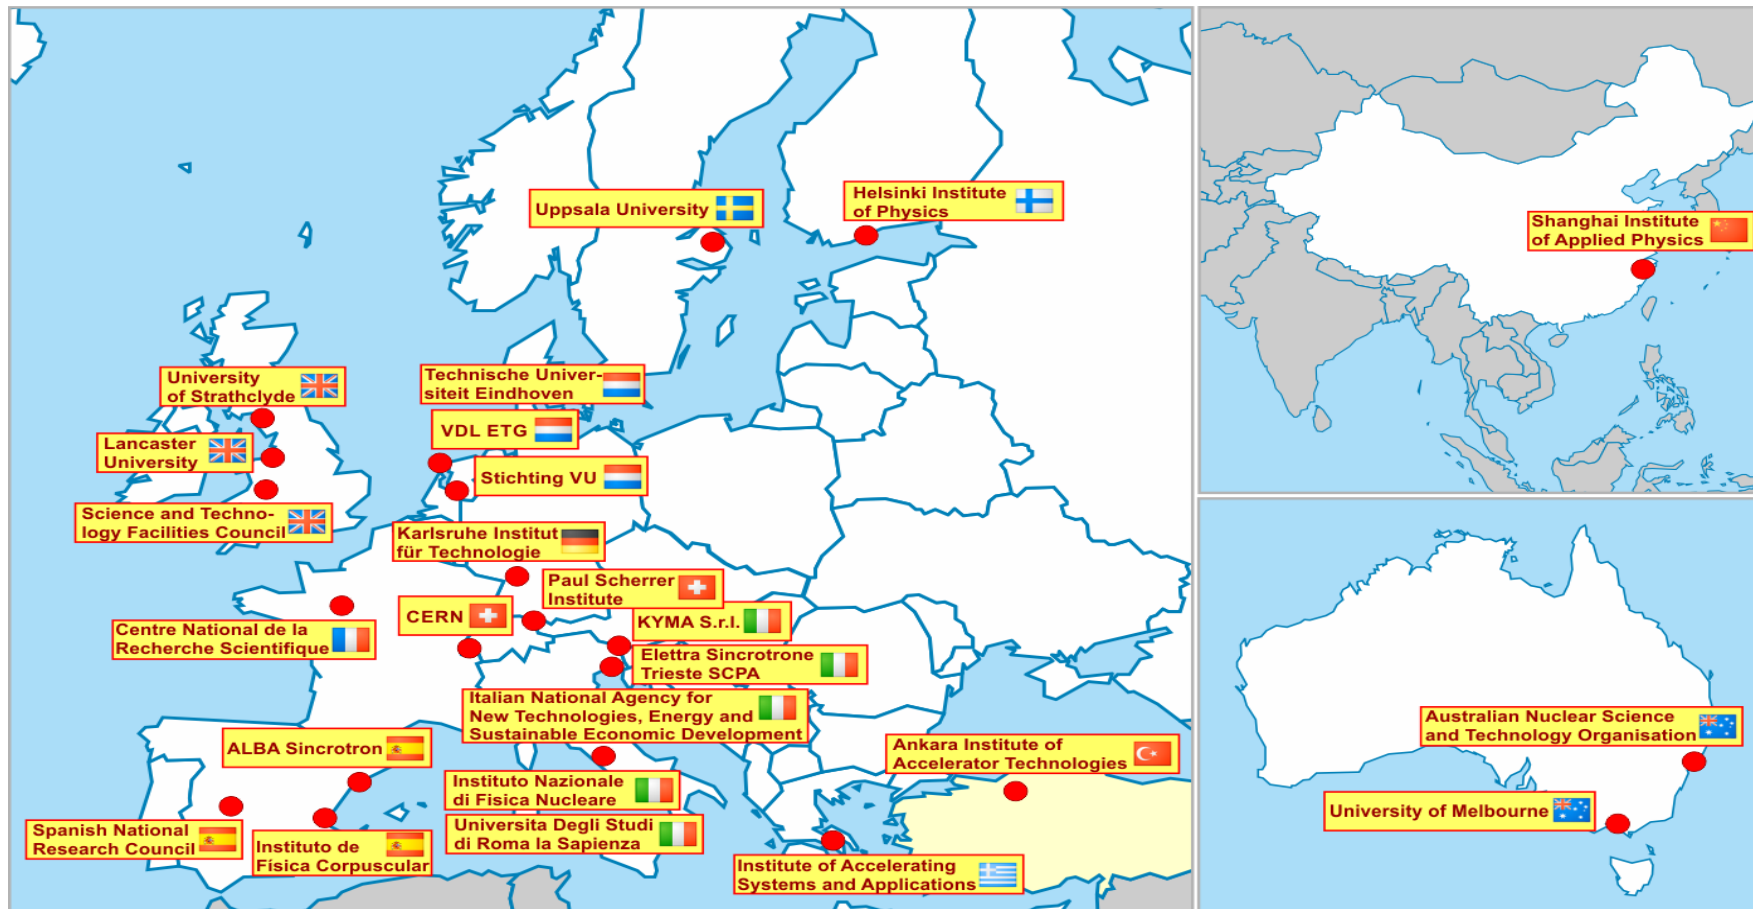 Uppsala University
Helsinki Institute
of Physics
Shanghai Institute
of Applied Physics
University
of Strathclyde
Technische Univer-
siteit Eindhoven
VDL ETG
Lancaster
University
Stichting VU
Science and Techno-
logy Facilities Council
Karlsruhe Institut
für Technologie
Paul Scherrer
Institute
CERN
KYMA S.r.l.
Centre National de la
Recherche Scientifique
Elettra Sincrotrone
Trieste SCPA
Italian National Agency for
New Technologies, Energy and
Sustainable Economic Development
ALBA Sincrotron
Ankara Institute of
Accelerator Technologies
Australian Nuclear Science
and Technology Organisation
Instituto Nazionale
di Fisica Nucleare
University of Melbourne
Spanish National
Research Council
Instituto de
Física Corpuscular
Universita Degli Studi
di Roma la Sapienza
Institute of Accelerating
Systems and Applications